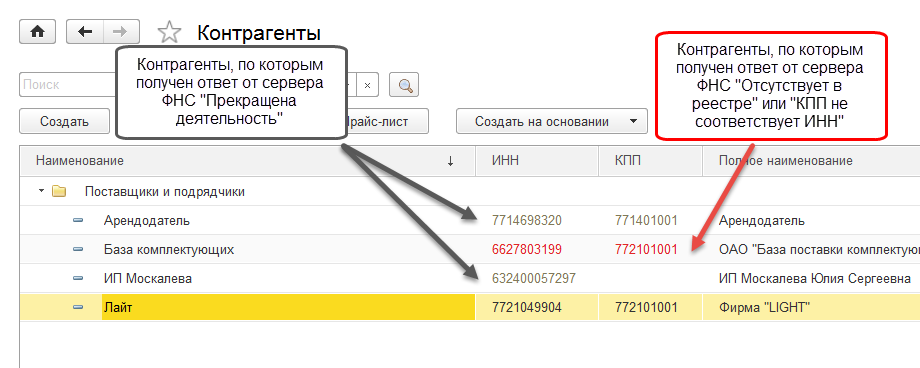 Контрагенты
Контрагенты, по которым
получен ответ от сервера
ФНС "Прекращена
деятельность"
Контрагенты, по которым
получен ответ от сервера
ФНС "Отсутствует в
реестре" или "КПП не
соответствует ИНН"
Поиск
Создать
Прайс-лист
Создать на основании
Наименование ↓ ИНН КПП Полное наименование
Поставщики и подрядчики
Арендодатель 7714698320 771401001 Арендодатель
База комплектующих 6627803199 772101001 ОАО "База поставки комплектую
ИП Москалева 632400057297 ИП Москалева Юлия Сергеевна
Лайт 7721049904 772101001 Фирма "LIGHT"